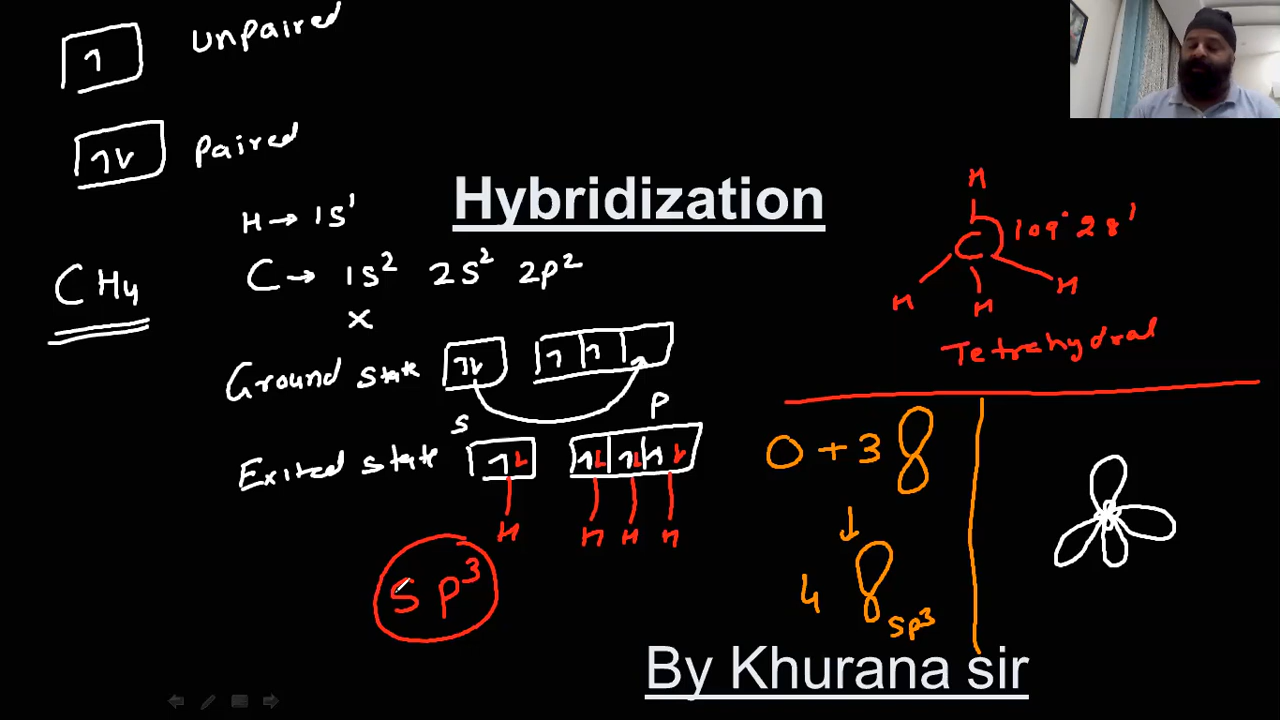 unpaired
Paired
Hybridization
H → 1s¹
C → 1s² 2s² 2p²
CH₄
×
Ground state
s
p
Exited state
H H H H
sp³
H
C 109° 28'
H H H
Tetrahydral
0 + 3
4
sp³
By Khurana sir